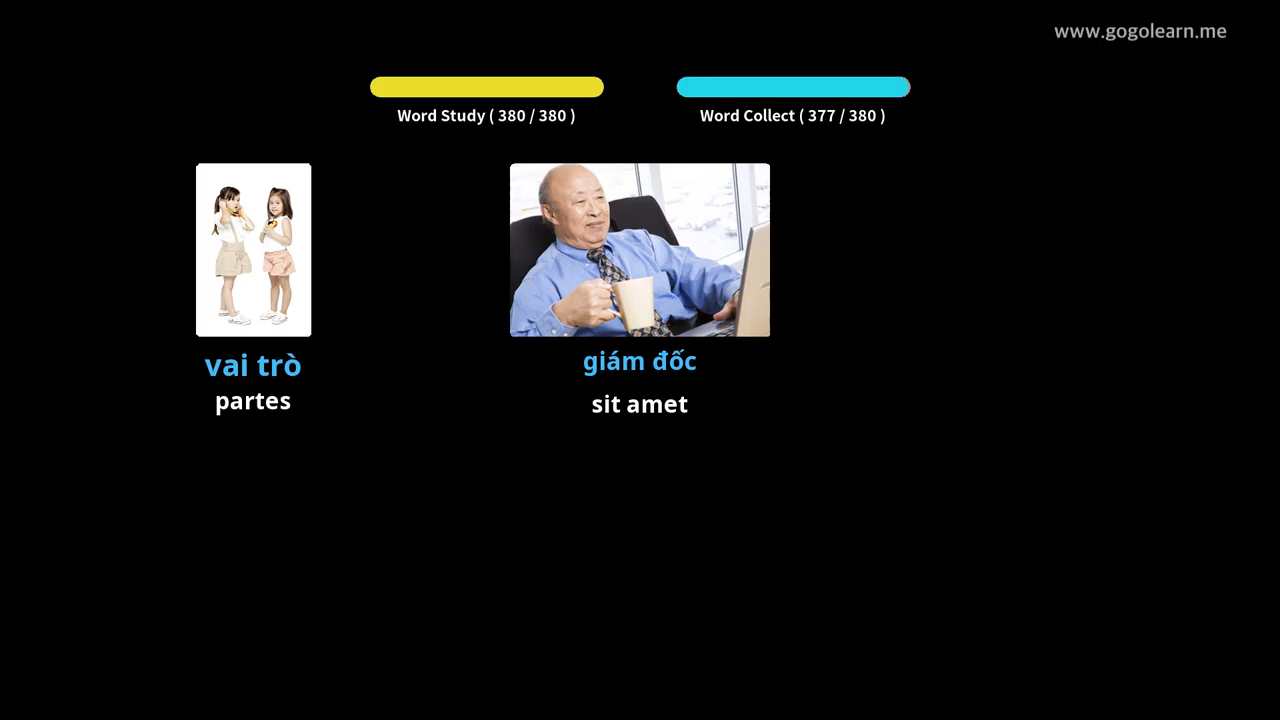 www.gogolearn.me
Word Study ( 380 / 380 )
Word Collect ( 377 / 380 )
vai trò
partes
giám đốc
sit amet